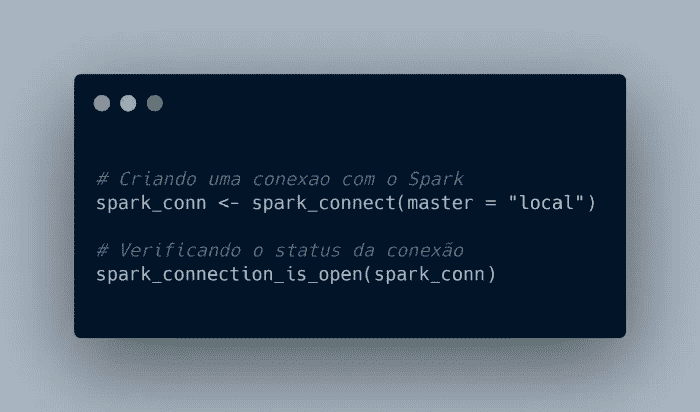 # Criando uma conexao com o Spark
spark_conn <- spark_connect(master = "local")
# Verificando o status da conexão
spark_connection_is_open(spark_conn)